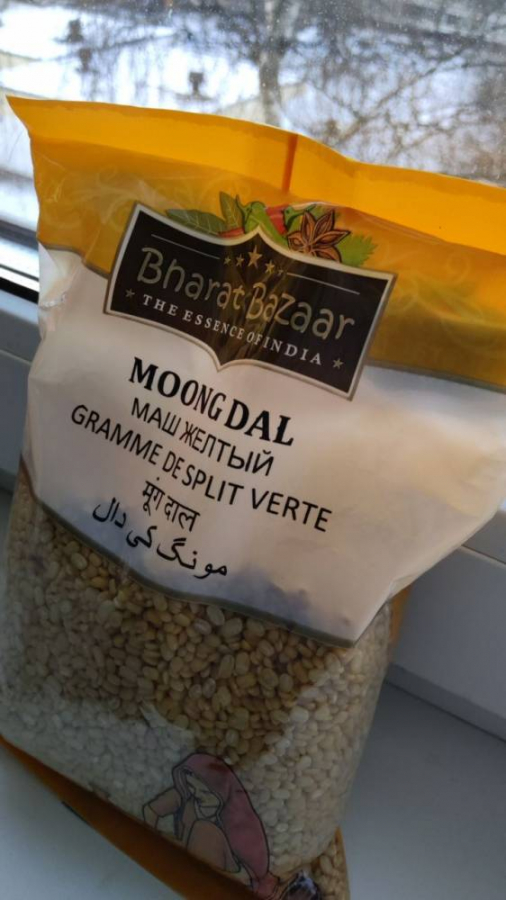 Bharat Bazaar
THE ESSENCE OF INDIA
MOONG DAL
МАШ ЖЕЛТЫЙ
GRAMME DE SPLIT VERTE
मूंग दाल
مونگ کی دال